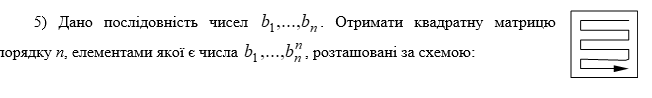 5) Дано послідовність чисел b₁,...,bₙ. Отримати квадратну матрицю
порядку n, елементами якої є числа b₁,...,bₙⁿ, розташовані за схемою: